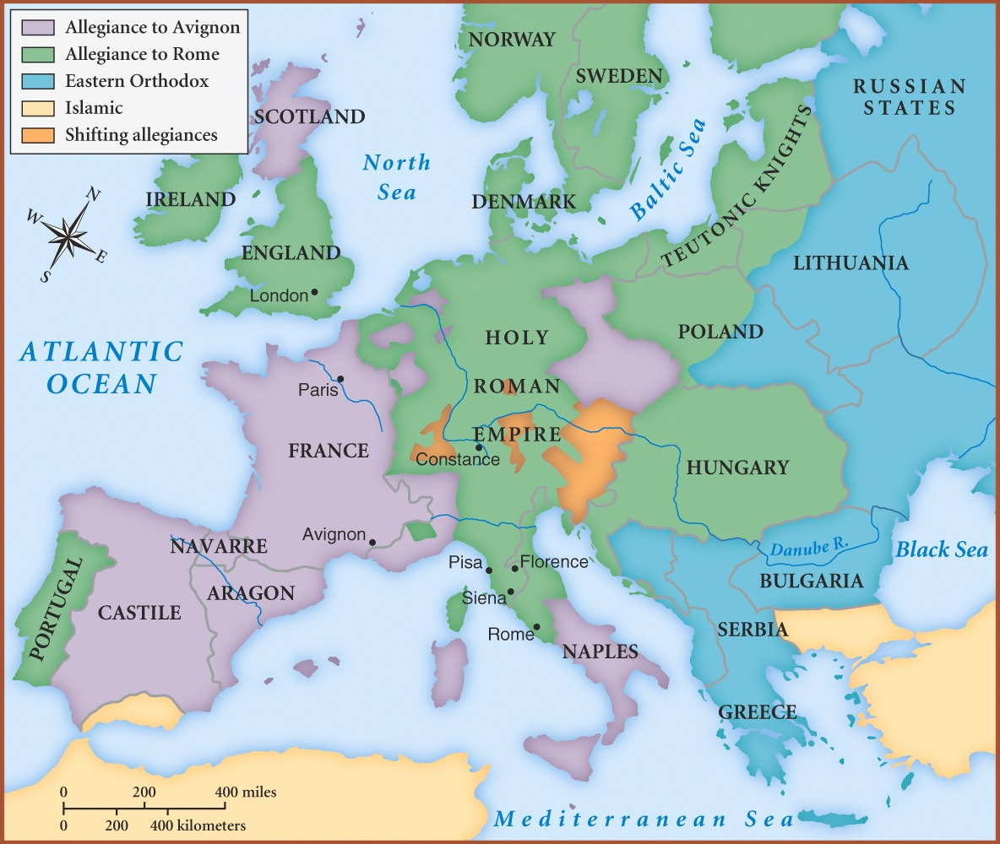 Allegiance to Avignon
Allegiance to Rome
Eastern Orthodox
Islamic
Shifting allegiances
NORWAY
SWEDEN
RUSSIAN
STATES
SCOTLAND
North
Sea
Baltic Sea
TEUTONIC KNIGHTS
IRELAND
DENMARK
N
W
E
S
ENGLAND
London
LITHUANIA
ATLANTIC
OCEAN
HOLY
ROMAN
EMPIRE
POLAND
Paris
FRANCE
Constance
HUNGARY
Avignon
NAVARRE
ARAGON
CASTILE
PORTUGAL
Pisa
Florence
Siena
Rome
NAPLES
Danube R.
Black Sea
BULGARIA
SERBIA
GREECE
0 200 400 miles
0 200 400 kilometers
Mediterranean Sea